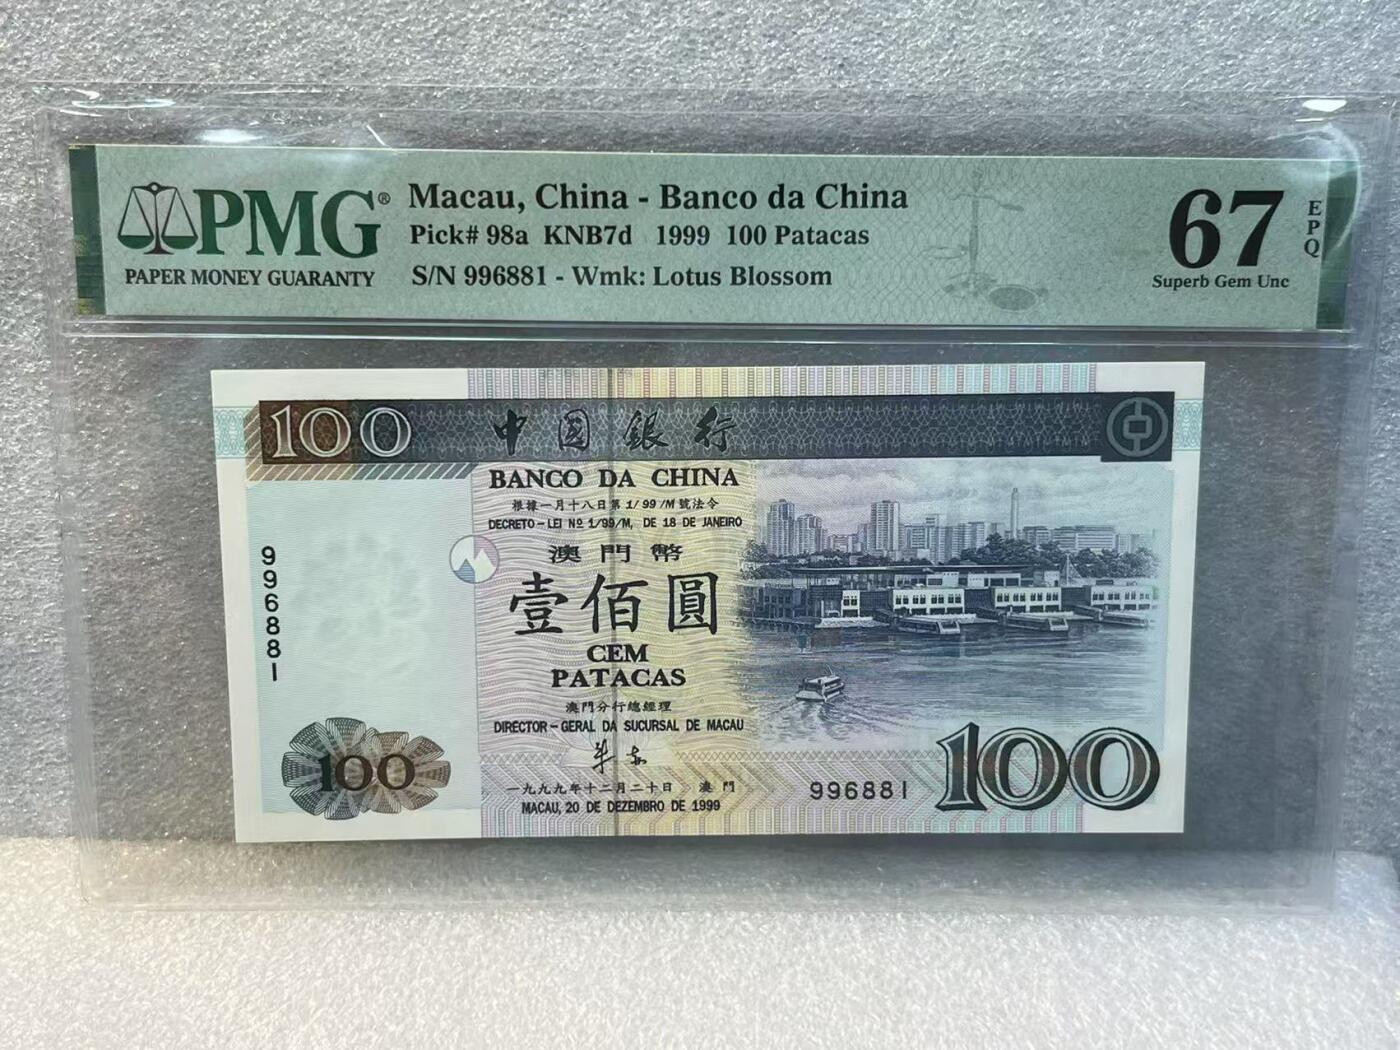 PMG®
PAPER MONEY GUARANTY
Macau, China - Banco da China
Pick# 98a KNB7d 1999 100 Patacas
S/N 996881 - Wmk: Lotus Blossom
67
EPQ
Superb Gem Unc
100
中國銀行
BANCO DA CHINA
根據一月十八日第1/99/M號法令
DECRETO-LEI Nº 1/99/M, DE 18 DE JANEIRO
996881
澳門幣
壹佰圓
CEM
PATACAS
澳門分行總經理
DIRECTOR-GERAL DA SUCURSAL DE MACAU
100
一九九九年十二月二十日 澳門
MACAU, 20 DE DEZEMBRO DE 1999
996881
100